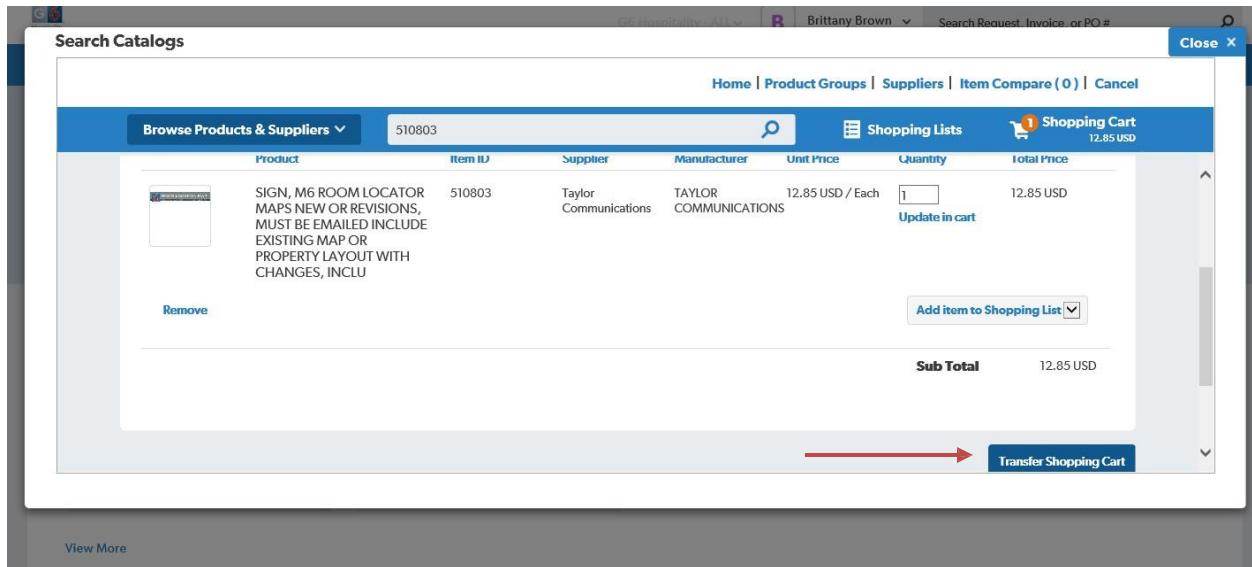 G6
G6 Hospitality - ALL
B
Brittany Brown
Search Request, Invoice, or PO #
Search Catalogs
Close X
Home | Product Groups | Suppliers | Item Compare ( 0 ) | Cancel
Browse Products & Suppliers
510803
Shopping Lists
1
Shopping Cart
12.85 USD
Product Item ID Supplier Manufacturer Unit Price Quantity Total Price
SIGN, M6 ROOM LOCATOR
MAPS NEW OR REVISIONS,
MUST BE EMAILED INCLUDE
EXISTING MAP OR
PROPERTY LAYOUT WITH
CHANGES, INCLU
510803
Taylor
Communications
TAYLOR
COMMUNICATIONS
12.85 USD / Each
1
Update in cart
12.85 USD
Remove
Add item to Shopping List
Sub Total 12.85 USD
Transfer Shopping Cart
View More